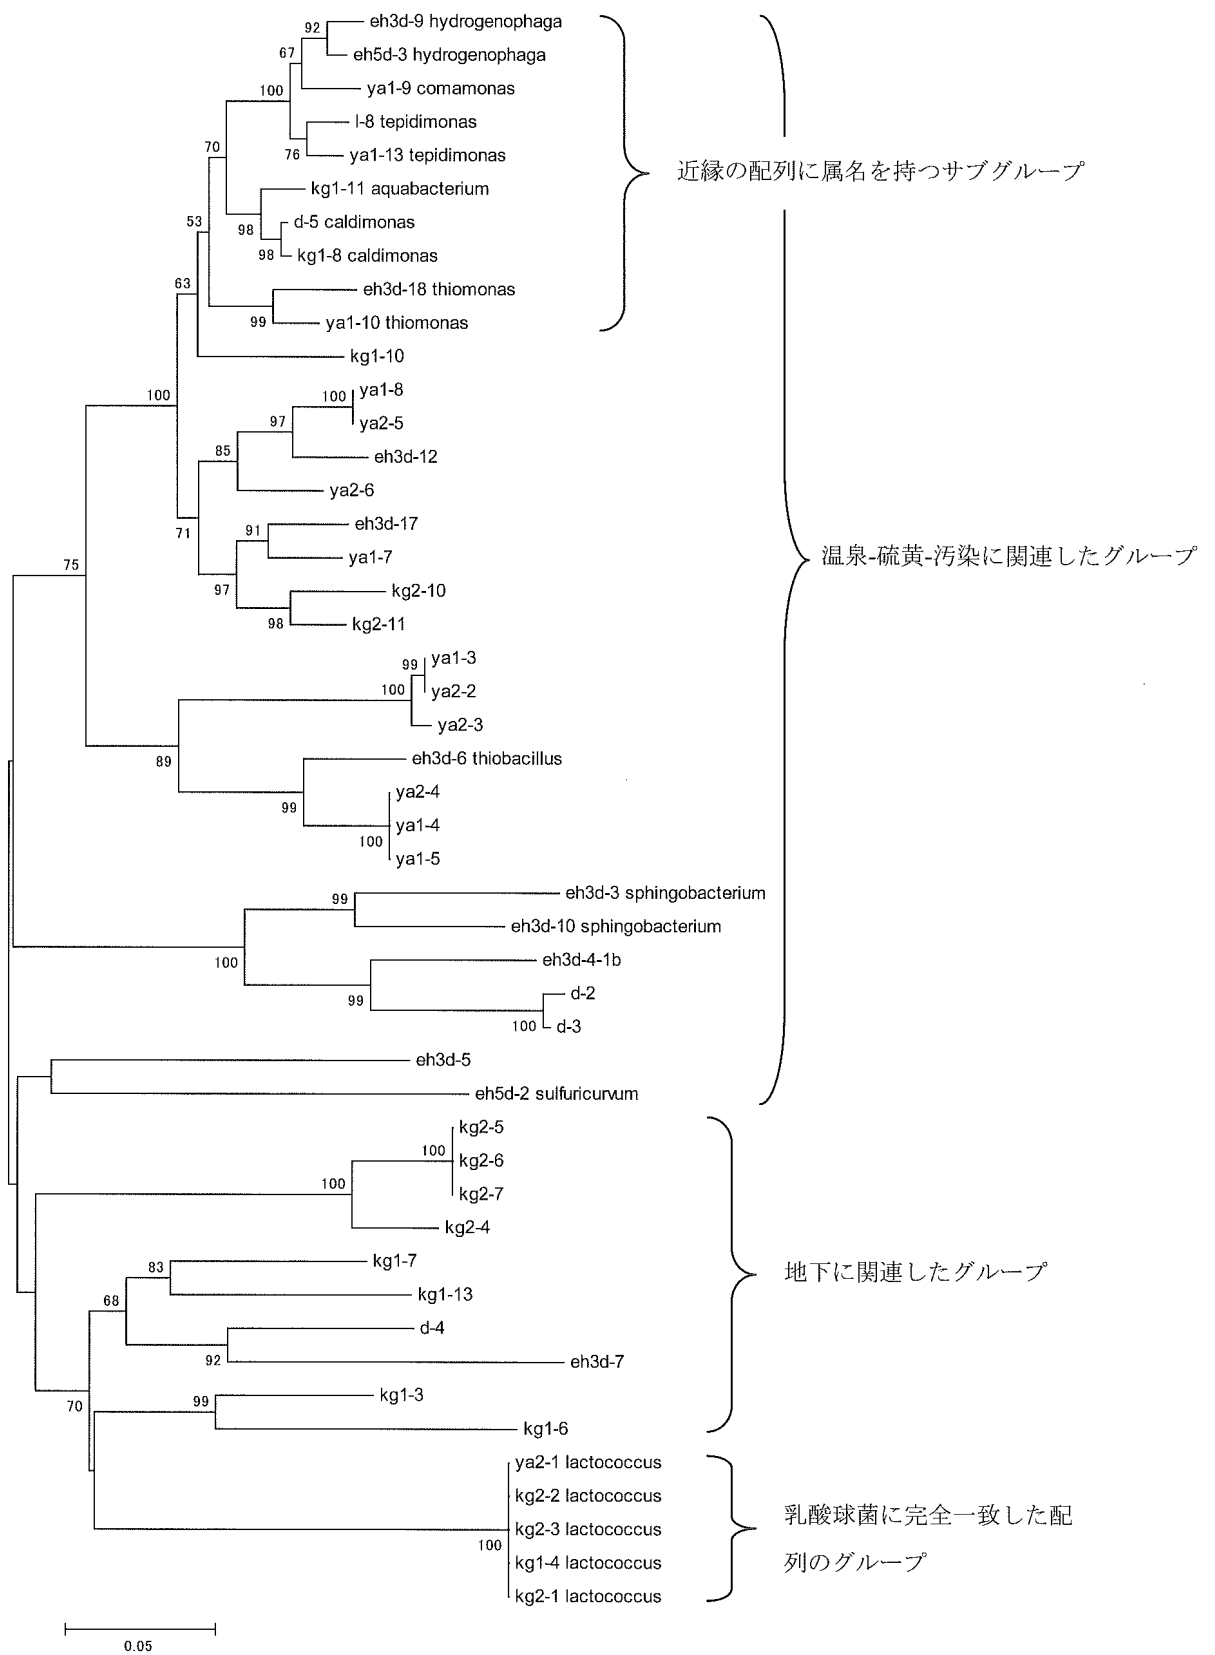 92
eh3d-9 hydrogenophaga
67
eh5d-3 hydrogenophaga
100
ya1-9 comamonas
l-8 tepidimonas
70
76
ya1-13 tepidimonas
近縁の配列に属名を持つサブグループ
kg1-11 aquabacterium
53
98
d-5 caldimonas
98
kg1-8 caldimonas
63
eh3d-18 thiomonas
99
ya1-10 thiomonas
kg1-10
100
100
ya1-8
97
ya2-5
85
eh3d-12
ya2-6
71
91
eh3d-17
ya1-7
75
温泉-硫黄-汚染に関連したグループ
97
kg2-10
98
kg2-11
99
ya1-3
100
ya2-2
ya2-3
89
eh3d-6 thiobacillus
99
ya2-4
100
ya1-4
ya1-5
99
eh3d-3 sphingobacterium
eh3d-10 sphingobacterium
100
eh3d-4-1b
99
d-2
100
d-3
eh3d-5
eh5d-2 sulfuricurvum
kg2-5
100
kg2-6
100
kg2-7
kg2-4
83
kg1-7
地下に関連したグループ
68
kg1-13
d-4
92
eh3d-7
70
99
kg1-3
kg1-6
ya2-1 lactococcus
kg2-2 lactococcus
乳酸球菌に完全一致した配
列のグループ
kg2-3 lactococcus
100
kg1-4 lactococcus
kg2-1 lactococcus
0.05